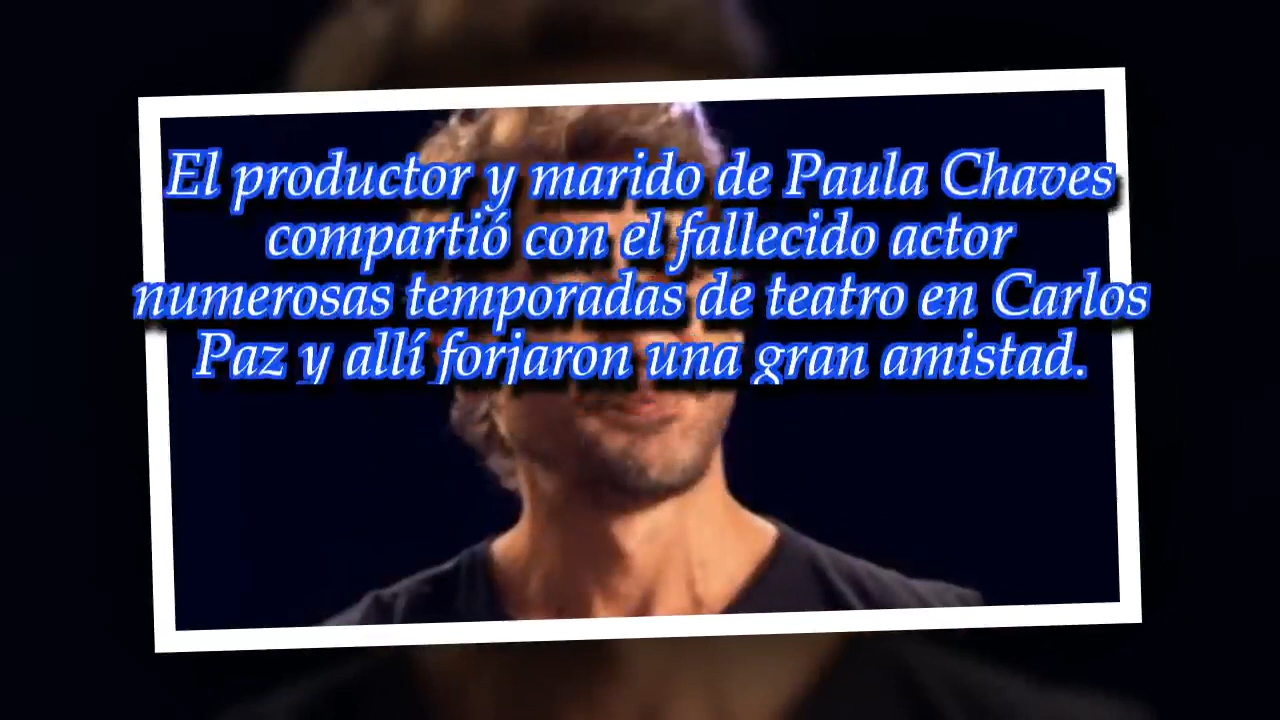 El productor y marido de Paula Chaves
compartió con el fallecido actor
numerosas temporadas de teatro en Carlos
Paz y allí forjaron una gran amistad.